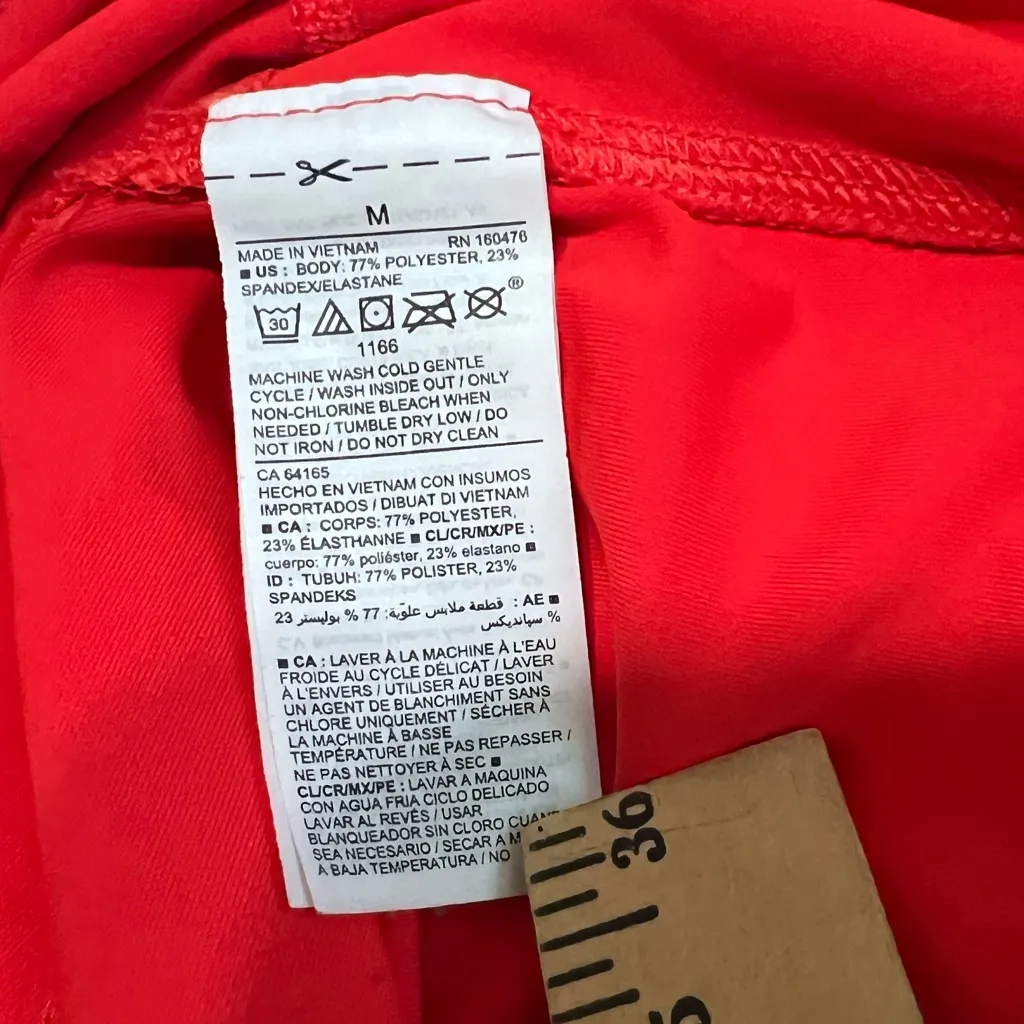 M
MADE IN VIETNAM RN 160476
■ US : BODY: 77% POLYESTER, 23%
SPANDEX/ELASTANE
30 ®
1166
MACHINE WASH COLD GENTLE
CYCLE / WASH INSIDE OUT / ONLY
NON-CHLORINE BLEACH WHEN
NEEDED / TUMBLE DRY LOW / DO
NOT IRON / DO NOT DRY CLEAN
CA 64165
HECHO EN VIETNAM CON INSUMOS
IMPORTADOS / DIBUAT DI VIETNAM
■ CA : CORPS: 77% POLYESTER,
23% ÉLASTHANNE ■ CL/CR/MX/PE :
cuerpo: 77% poliéster, 23% elastano ■
ID : TUBUH: 77% POLISTER, 23%
SPANDEKS
■ AE : قطعة ملابس علوّية: 77 % بوليستر 23
% سباندیکس
■ CA : LAVER À LA MACHINE À L'EAU
FROIDE AU CYCLE DÉLICAT / LAVER
À L'ENVERS / UTILISER AU BESOIN
UN AGENT DE BLANCHIMENT SANS
CHLORE UNIQUEMENT / SÉCHER À
LA MACHINE À BASSE
TEMPÉRATURE / NE PAS REPASSER /
NE PAS NETTOYER À SEC ■
CL/CR/MX/PE : LAVAR A MAQUINA
CON AGUA FRIA CICLO DELICADO
LAVAR AL REVÉS / USAR
BLANQUEADOR SIN CLORO
SEA NECESARIO / SECAR A
A BAJA TEMPERATURA / NO
36